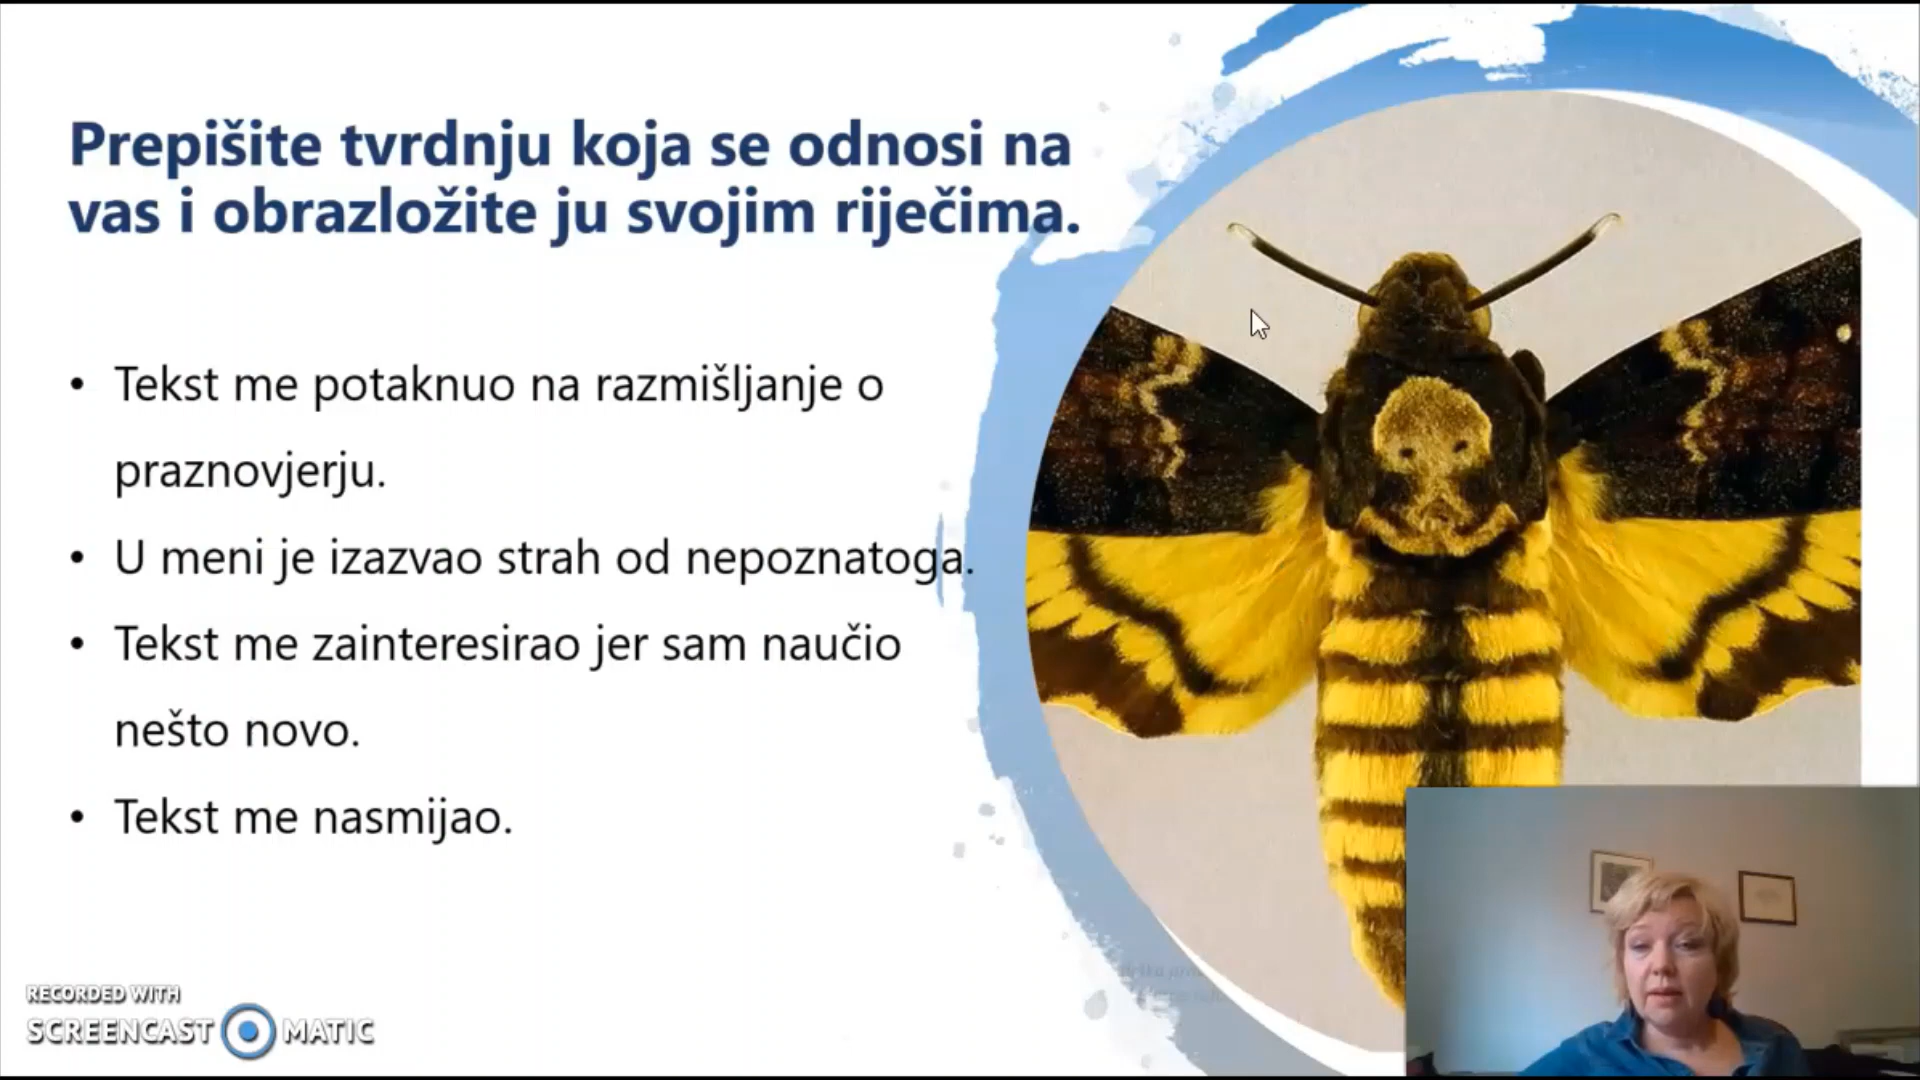 Prepišite tvrdnju koja se odnosi na
vas i obrazložite ju svojim riječima.
• Tekst me potaknuo na razmišljanje o
praznovjerju.
• U meni je izazvao strah od nepoznatoga.
• Tekst me zainteresirao jer sam naučio
nešto novo.
• Tekst me nasmijao.
RECORDED WITH
SCREENCAST MATIC